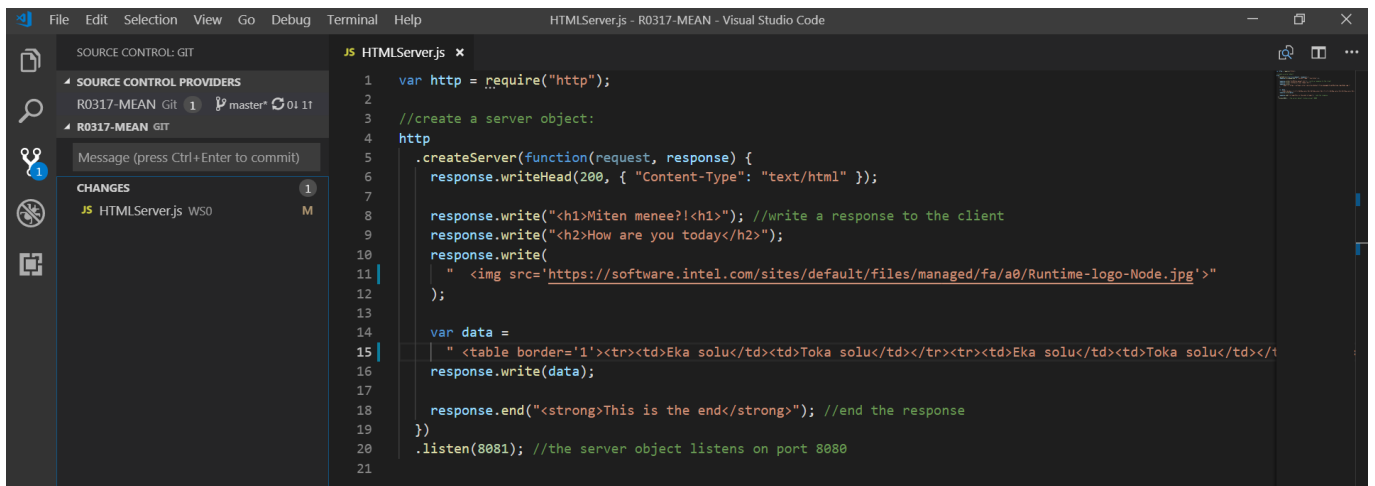 File Edit Selection View Go Debug Terminal Help HTMLServer.js - R0317-MEAN - Visual Studio Code
SOURCE CONTROL: GIT
SOURCE CONTROL PROVIDERS
R0317-MEAN Git 1 master* 0↓ 1↑
R0317-MEAN GIT
Message (press Ctrl+Enter to commit)
1
CHANGES 1
JS HTMLServer.js WS0 M
JS HTMLServer.js ×
1 var http = require("http");
2
3 //create a server object:
4 http
5 .createServer(function(request, response) {
6 response.writeHead(200, { "Content-Type": "text/html" });
7
8 response.write("<h1>Miten menee?!<h1>"); //write a response to the client
9 response.write("<h2>How are you today</h2>");
10 response.write(
11 " <img src='https://software.intel.com/sites/default/files/managed/fa/a0/Runtime-logo-Node.jpg'>"
12 );
13
14 var data =
15 " <table border='1'><tr><td>Eka solu</td><td>Toka solu</td></tr><tr><td>Eka solu</td><td>Toka solu</td></t
16 response.write(data);
17
18 response.end("<strong>This is the end</strong>"); //end the response
19 })
20 .listen(8081); //the server object listens on port 8080
21